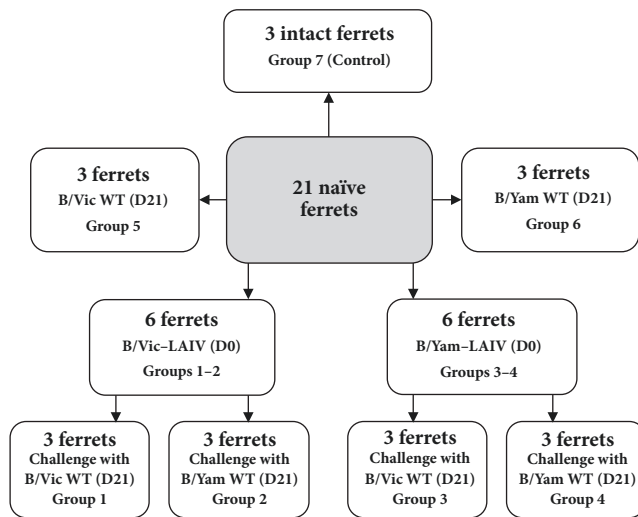 3 intact ferrets
Group 7 (Control)
3 ferrets
B/Vic WT (D21)
Group 5
21 naïve
ferrets
3 ferrets
B/Yam WT (D21)
Group 6
6 ferrets
B/Vic–LAIV (D0)
Groups 1–2
6 ferrets
B/Yam–LAIV (D0)
Groups 3–4
3 ferrets
Challenge with
B/Vic WT (D21)
Group 1
3 ferrets
Challenge with
B/Yam WT (D21)
Group 2
3 ferrets
Challenge with
B/Vic WT (D21)
Group 3
3 ferrets
Challenge with
B/Yam WT (D21)
Group 4